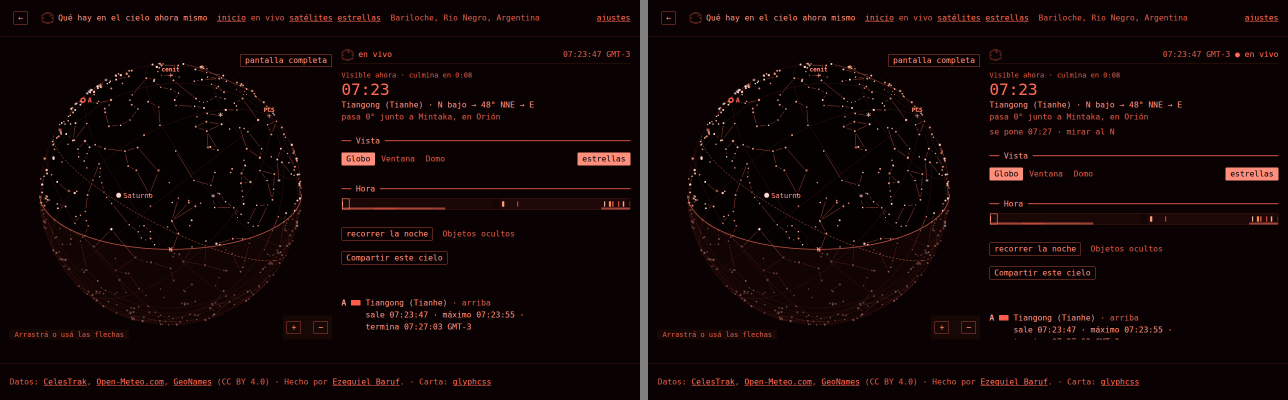 ← Qué hay en el cielo ahora mismo inicio en vivo satélites estrellas Bariloche, Río Negro, Argentina ajustes
pantalla completa
cenit
A
PCS
Saturno
Arrastrá o usá las flechas
+ −
en vivo 07:23:47 GMT-3
Visible ahora · culmina en 0:08
07:23
Tiangong (Tianhe) · N bajo → 48° NNE → E
pasa 0° junto a Mintaka, en Orión
Vista
Globo Ventana Domo estrellas
Hora
recorrer la noche Objetos ocultos
Compartir este cielo
A Tiangong (Tianhe) · arriba
sale 07:23:47 · máximo 07:23:55 ·
termina 07:27:03 GMT-3
Datos: CelesTrak, Open-Meteo.com, GeoNames (CC BY 4.0) · Hecho por Ezequiel Baruf. · Carta: glyphcss
← Qué hay en el cielo ahora mismo inicio en vivo satélites estrellas Bariloche, Río Negro, Argentina ajustes
pantalla completa
cenit
A
PCS
Saturno
Arrastrá o usá las flechas
+ −
07:23:47 GMT-3 ● en vivo
Visible ahora · culmina en 0:08
07:23
Tiangong (Tianhe) · N bajo → 48° NNE → E
pasa 0° junto a Mintaka, en Orión
se pone 07:27 · mirar al N
Vista
Globo Ventana Domo estrellas
Hora
recorrer la noche Objetos ocultos
Compartir este cielo
A Tiangong (Tianhe) · arriba
sale 07:23:47 · máximo 07:23:55 ·
Datos: CelesTrak, Open-Meteo.com, GeoNames (CC BY 4.0) · Hecho por Ezequiel Baruf. · Carta: glyphcss